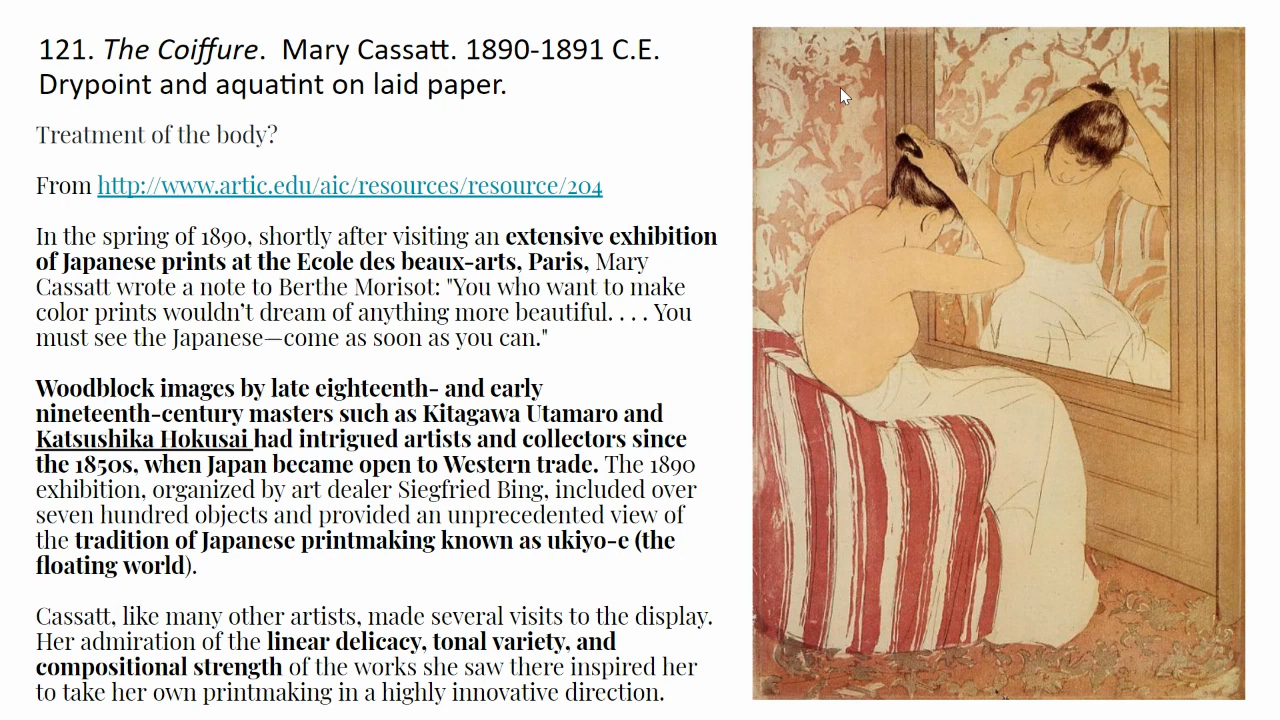 121. The Coiffure.  Mary Cassatt. 1890-1891 C.E.
Drypoint and aquatint on laid paper.
Treatment of the body?
From http://www.artic.edu/aic/resources/resource/204
In the spring of 1890, shortly after visiting an extensive exhibition
of Japanese prints at the Ecole des beaux-arts, Paris, Mary
Cassatt wrote a note to Berthe Morisot: "You who want to make
color prints wouldn’t dream of anything more beautiful. . . . You
must see the Japanese—come as soon as you can."
Woodblock images by late eighteenth- and early
nineteenth-century masters such as Kitagawa Utamaro and
Katsushika Hokusai had intrigued artists and collectors since
the 1850s, when Japan became open to Western trade. The 1890
exhibition, organized by art dealer Siegfried Bing, included over
seven hundred objects and provided an unprecedented view of
the tradition of Japanese printmaking known as ukiyo-e (the
floating world).
Cassatt, like many other artists, made several visits to the display.
Her admiration of the linear delicacy, tonal variety, and
compositional strength of the works she saw there inspired her
to take her own printmaking in a highly innovative direction.